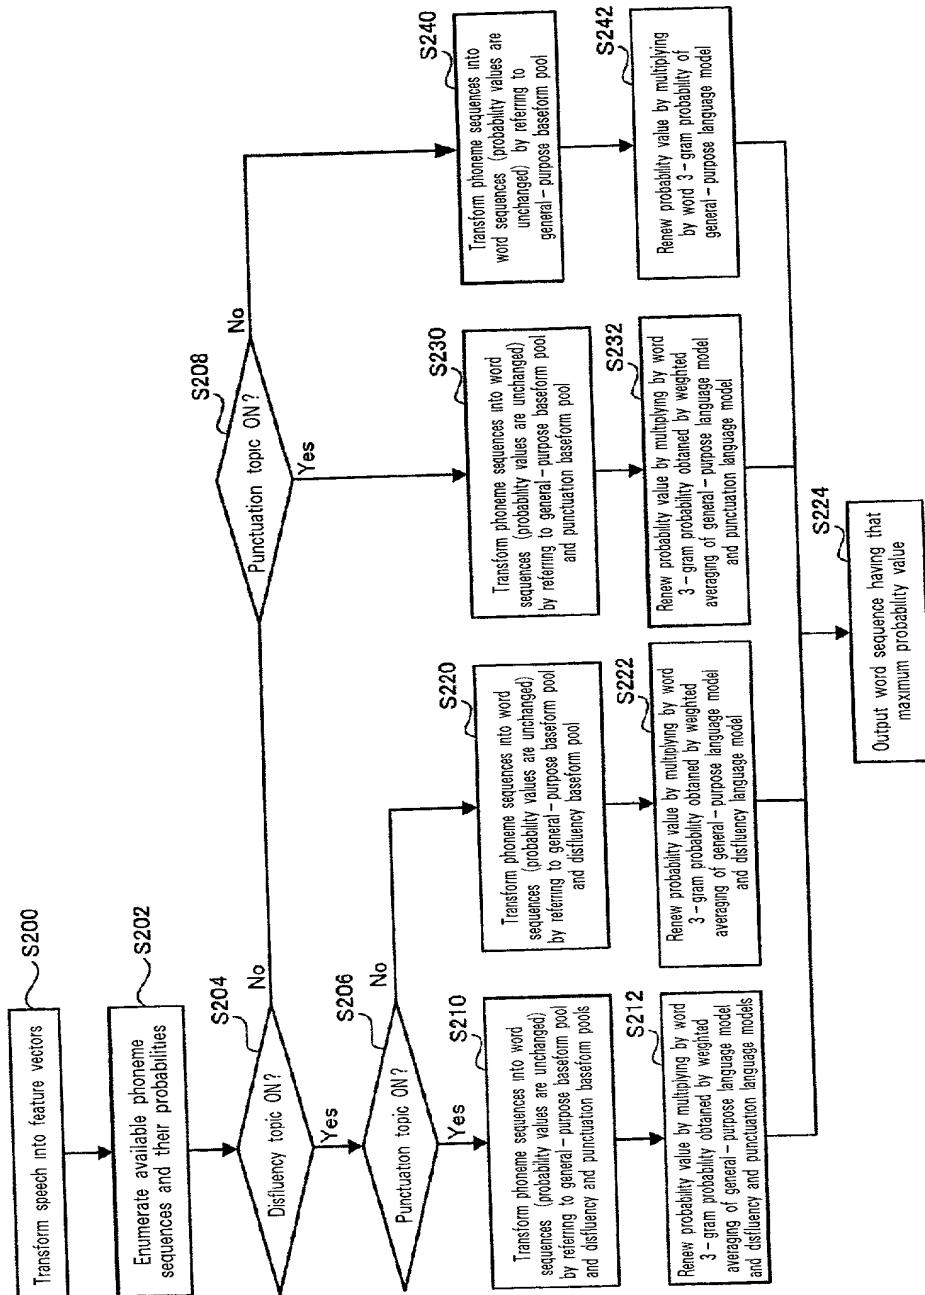 S200
Transform speech into feature vectors
S202
Enumerate available phoneme
sequences and their probabilities
S204
Disfluency topic ON?
No
Yes
S206
Punctuation topic ON?
No
Yes
S208
Punctuation topic ON?
No
Yes
S210
Transform phoneme sequences into word
sequences (probability values are unchanged)
by referring to general-purpose baseform pool
and disfluency and punctuation baseform pools
S212
Renew probability value by multiplying by word
3-gram probability obtained by weighted
averaging of general-purpose language model
and disfluency and punctuation language models
S220
Transform phoneme sequences into word
sequences (probability values are unchanged)
by referring to general-purpose baseform pool
and disfluency baseform pool
S222
Renew probability value by multiplying by word
3-gram probability obtained by weighted
averaging of general-purpose language model
and disfluency language model
S230
Transform phoneme sequences into word
sequences (probability values are unchanged)
by referring to general-purpose baseform pool
and punctuation baseform pool
S232
Renew probability value by multiplying by word
3-gram probability obtained by weighted
averaging of general-purpose language model
and punctuation language model
S240
Transform phoneme sequences into
word sequences (probability values are
unchanged) by referring to
general-purpose baseform pool
S242
Renew probability value by multiplying
by word 3-gram probability of
general-purpose language model
S224
Output word sequence having that
maximum probability value